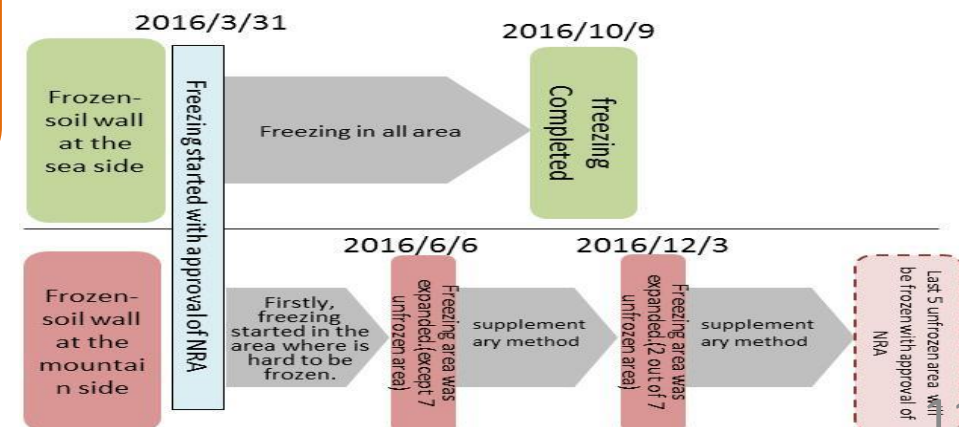 2016/3/31
2016/10/9
Frozen-
soil wall
at the
sea side
Freezing started with approval of NRA
Freezing in all area
freezing
Completed
2016/6/6
2016/12/3
Frozen-
soil wall
at the
mountai
n side
Firstly,
freezing
started in the
area where is
hard to be
frozen.
Freezing area was
expanded.(except 7
unfrozen area)
supplement
ary method
Freezing area was
expanded.(2 out of 7
unfrozen area)
supplement
ary method
Last 5 unfrozen area will
be frozen with approval of
NRA